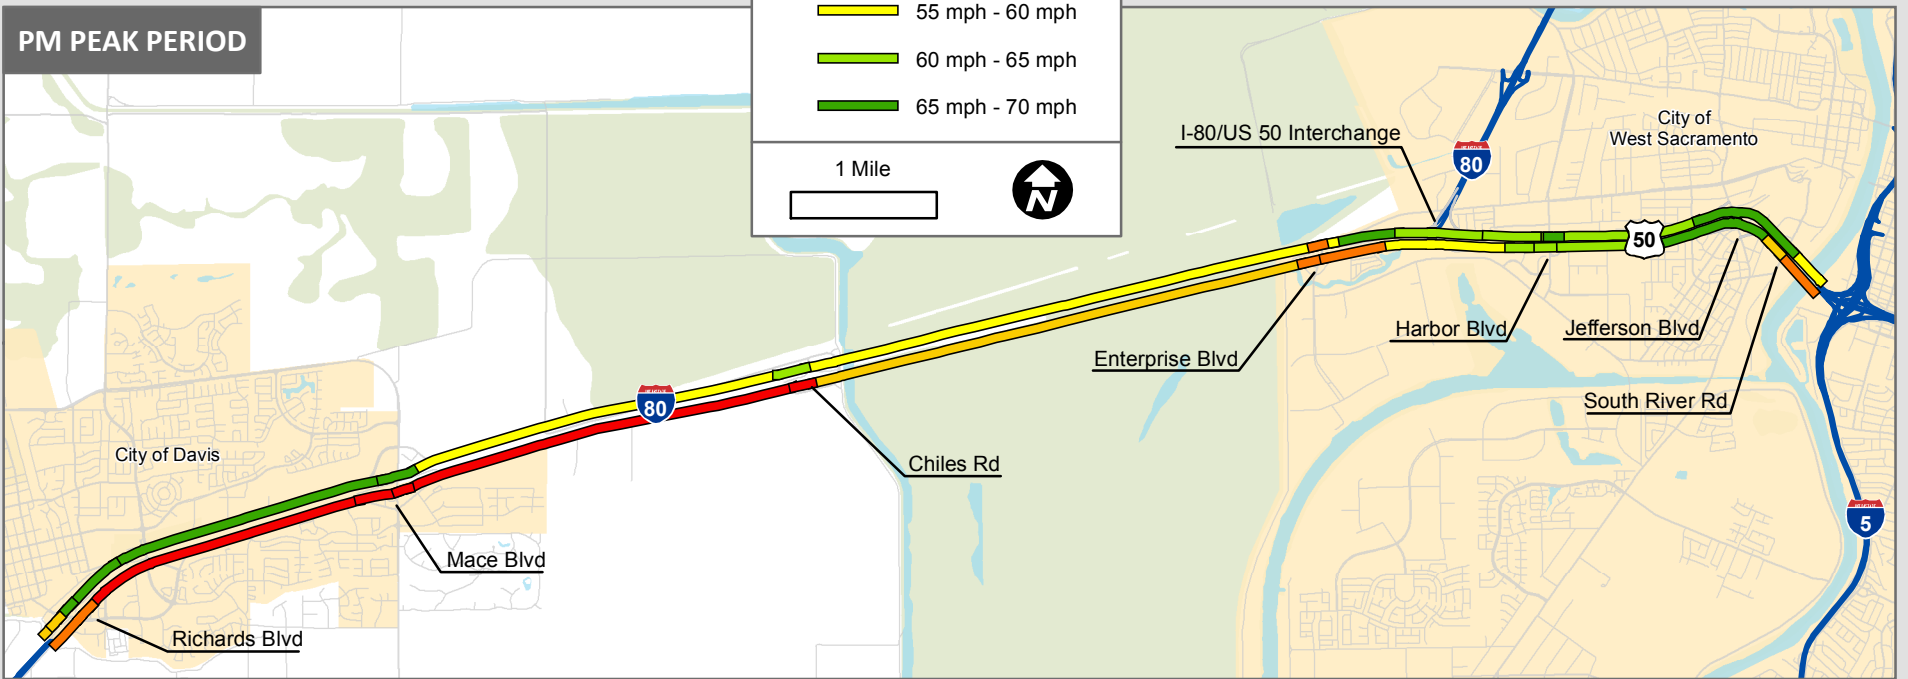 PM PEAK PERIOD
55 mph - 60 mph
60 mph - 65 mph
65 mph - 70 mph
1 Mile
N
I-80/US 50 Interchange
City of
West Sacramento
80
50
Harbor Blvd
Jefferson Blvd
Enterprise Blvd
South River Rd
80
City of Davis
Chiles Rd
5
Mace Blvd
Richards Blvd